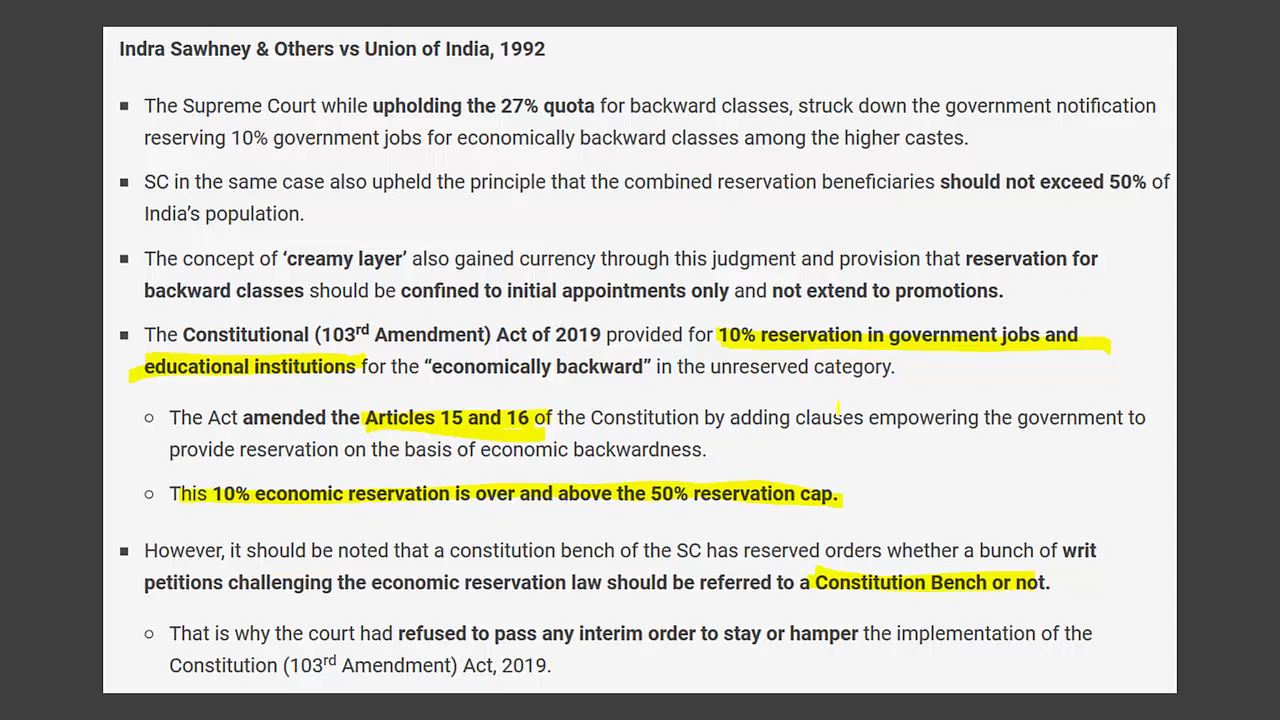 Indra Sawhney & Others vs Union of India, 1992
▪ The Supreme Court while upholding the 27% quota for backward classes, struck down the government notification
reserving 10% government jobs for economically backward classes among the higher castes.
▪ SC in the same case also upheld the principle that the combined reservation beneficiaries should not exceed 50% of
India’s population.
▪ The concept of ‘creamy layer’ also gained currency through this judgment and provision that reservation for
backward classes should be confined to initial appointments only and not extend to promotions.
▪ The Constitutional (103rd Amendment) Act of 2019 provided for 10% reservation in government jobs and
educational institutions for the “economically backward” in the unreserved category.
○ The Act amended the Articles 15 and 16 of the Constitution by adding clauses empowering the government to
provide reservation on the basis of economic backwardness.
○ This 10% economic reservation is over and above the 50% reservation cap.
▪ However, it should be noted that a constitution bench of the SC has reserved orders whether a bunch of writ
petitions challenging the economic reservation law should be referred to a Constitution Bench or not.
○ That is why the court had refused to pass any interim order to stay or hamper the implementation of the
Constitution (103rd Amendment) Act, 2019.